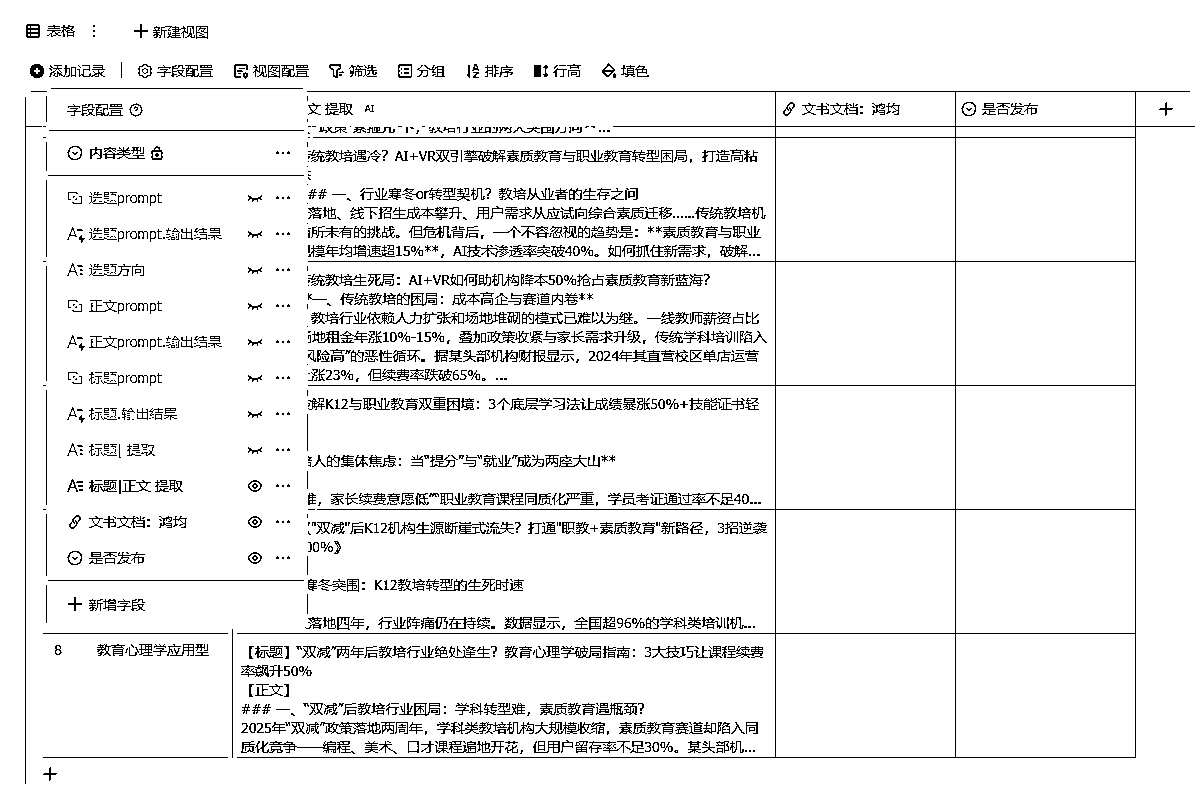 表格
新建视图
添加记录
字段配置
视图配置
筛选
分组
排序
行高
填色
字段配置
文 提取 AI
文书文档：鸿均
是否发布
内容类型
选题prompt
选题prompt.输出结果
选题方向
正文prompt
正文prompt.输出结果
标题prompt
标题.输出结果
标题| 提取
标题|正文 提取
文书文档：鸿均
是否发布
新增字段
统教培遇冷？AI+VR双引擎破解素质教育与职业教育转型困局，打造高粘
## 一、行业寒冬or转型契机？教培从业者的生存之问
落地、线下招生成本攀升、用户需求从应试向综合素质迁移……传统教培机
所未有的挑战。但危机背后，一个不容忽视的趋势是：**素质教育与职业
模年均增速超15%**，AI技术渗透率突破40%。如何抓住新需求，破解...
统教培生死局：AI+VR如何助机构降本50%抢占素质教育新蓝海？
*一、传统教培的困局：成本高企与赛道内卷**
教培行业依赖人力扩张和场地堆砌的模式已难以为继。一线教师薪资占比
地租金年涨10%-15%，叠加政策收紧与家长需求升级，传统学科培训陷入
风险高”的恶性循环。据某头部机构财报显示，2024年其直营校区单店运营
涨23%，但续费率跌破65%。...
解K12与职业教育双重困境：3个底层学习法让成绩暴涨50%+技能证书轻
人的集体焦虑：当“提分”与“就业”成为两座大山**
难，家长续费意愿低”“职业教育课程同质化严重，学员考证通过率不足40...
《“双减”后K12机构生源断崖式流失？打通"职教+素质教育"新路径，3招逆袭
00%》
寒冬突围：K12教培转型的生死时速
落地四年，行业阵痛仍在持续。数据显示，全国超96%的学科类培训机...
8 教育心理学应用型
【标题】“双减”两年后教培行业绝处逢生？教育心理学破局指南：3大技巧让课程续费
率飙升50%
【正文】
### 一、“双减”后教培行业困局：学科转型难，素质教育遇瓶颈？
2025年“双减”政策落地两周年，学科类教培机构大规模收缩，素质教育赛道却陷入同
质化竞争——编程、美术、口才课程遍地开花，但用户留存率不足30%。某头部机...